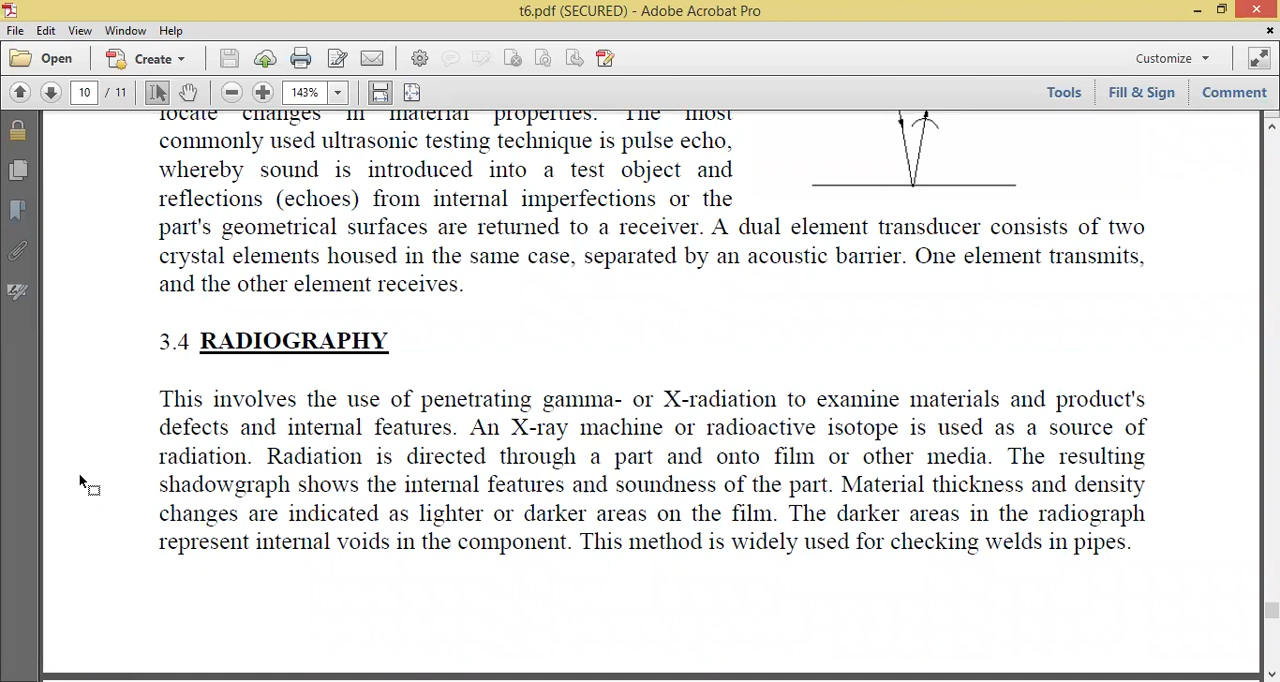 t6.pdf (SECURED) - Adobe Acrobat Pro
File Edit View Window Help
Open Create Customize
10 / 11 143% Tools Fill & Sign Comment
locate changes in material properties. The most
commonly used ultrasonic testing technique is pulse echo,
whereby sound is introduced into a test object and
reflections (echoes) from internal imperfections or the
part's geometrical surfaces are returned to a receiver. A dual element transducer consists of two
crystal elements housed in the same case, separated by an acoustic barrier. One element transmits,
and the other element receives.
3.4 RADIOGRAPHY
This involves the use of penetrating gamma- or X-radiation to examine materials and product's
defects and internal features. An X-ray machine or radioactive isotope is used as a source of
radiation. Radiation is directed through a part and onto film or other media. The resulting
shadowgraph shows the internal features and soundness of the part. Material thickness and density
changes are indicated as lighter or darker areas on the film. The darker areas in the radiograph
represent internal voids in the component. This method is widely used for checking welds in pipes.